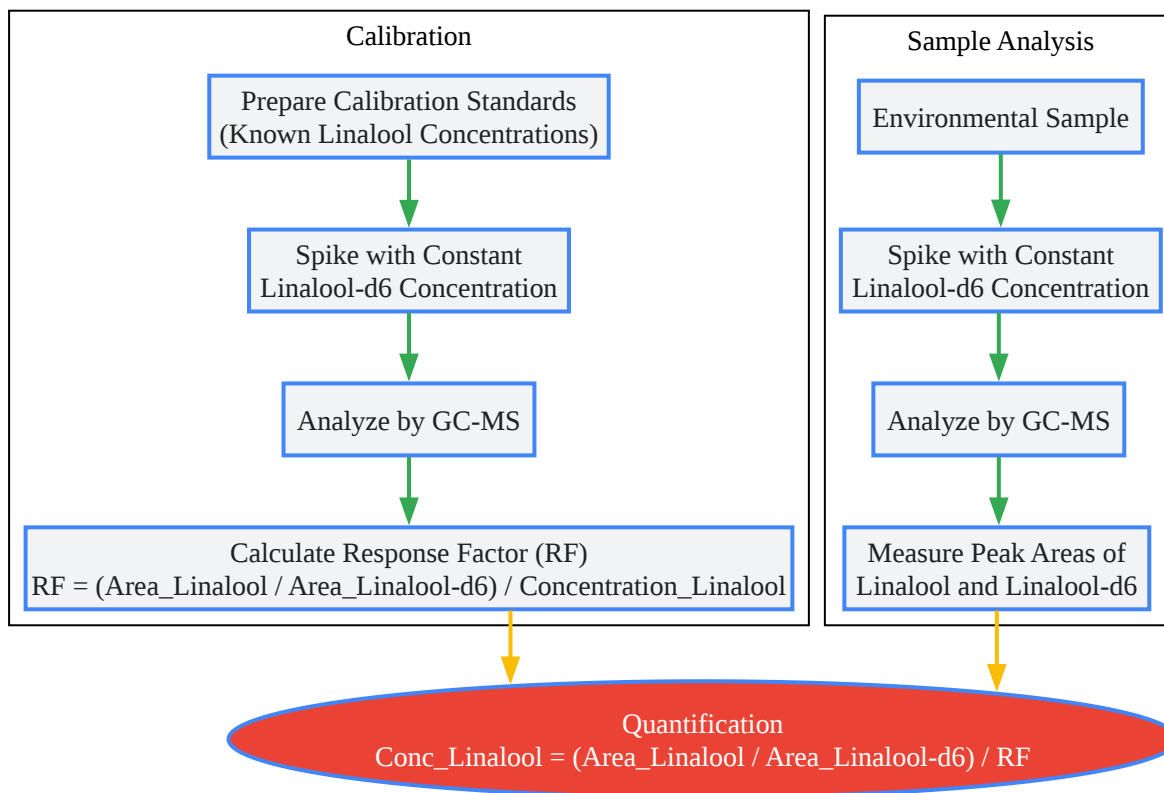 Calibration
Prepare Calibration Standards
(Known Linalool Concentrations)
Spike with Constant
Linalool-d6 Concentration
Analyze by GC-MS
Calculate Response Factor (RF)
RF = (Area_Linalool / Area_Linalool-d6) / Concentration_Linalool
Sample Analysis
Environmental Sample
Spike with Constant
Linalool-d6 Concentration
Analyze by GC-MS
Measure Peak Areas of
Linalool and Linalool-d6
Quantification
Conc_Linalool = (Area_Linalool / Area_Linalool-d6) / RF